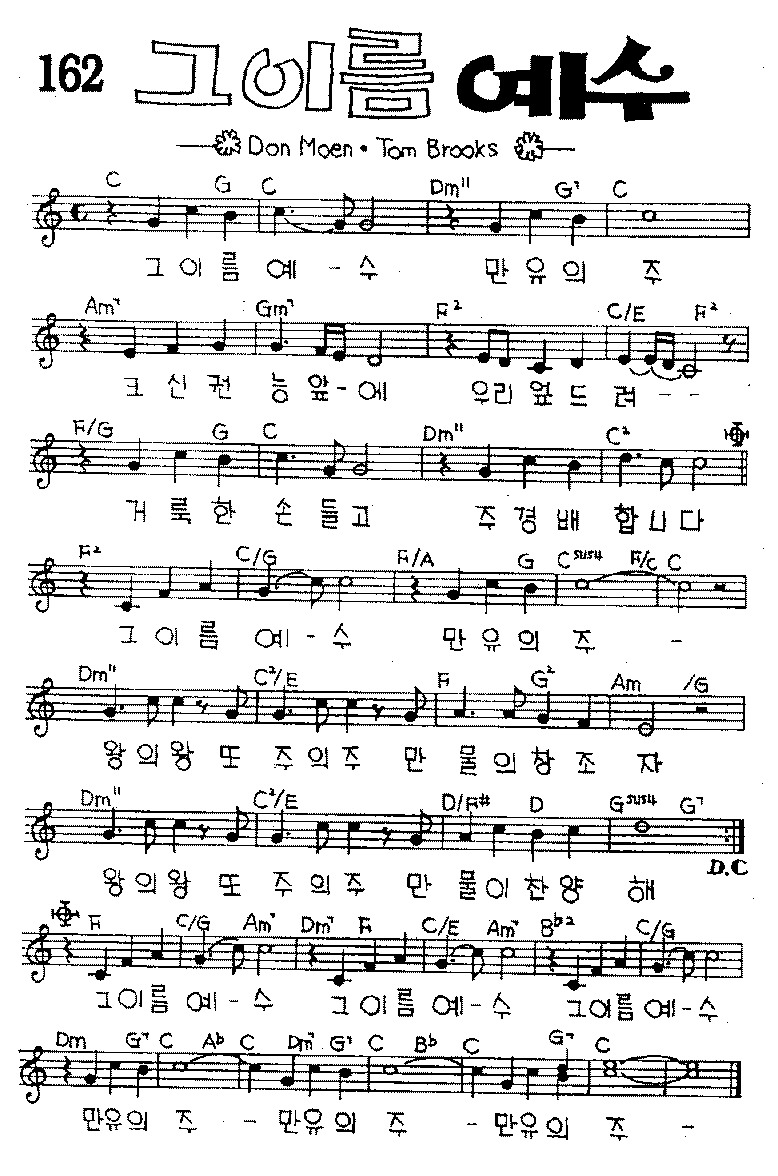 162 그이름 예수
Don Moen • Tom Brooks
C G C Dm11 G7 C
그 이 름 예 - 수 만 유 의 주
Am7 Gm7 F2 C/E F2
크 신 권 능 앞 - 에 우리 엎 드 려 - -
F/G G C Dm11 C2
거 룩 한 손 들 고 주 경 배 합 니 다
F2 C/G F/A G Csus4 F/C C
그 이 름 예 - 수 만 유 의 주 -
Dm11 C2/E F G2 Am /G
왕 의 왕 또 주 의 주 만 물 의 창 조 자
Dm11 C2/E D/F# D Gsus4 G7
D.C
왕 의 왕 또 주 의 주 만 물 이 찬 양 해
F C/G Am7 Dm7 F C/E Am7 B♭2 C/G
그이름 예 - 수 그이름 예 - 수 그이름 예 - 수
Dm G7 C A♭ C Dm7 G7 C B♭ C G7 C
만유의 주 - 만유의 주 - 만유의 주 -